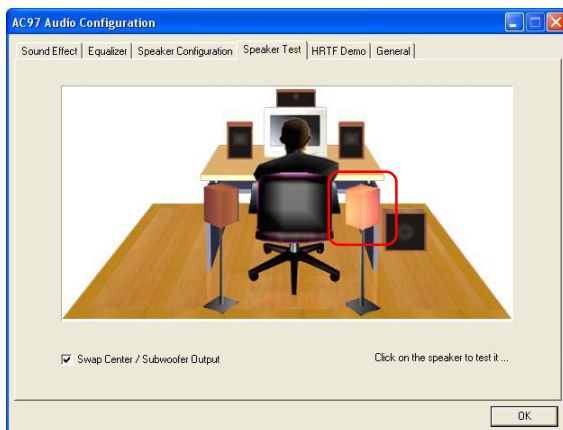 AC97 Audio Configuration
Sound Effect Equalizer Speaker Configuration Speaker Test HRTF Demo General
Swap Center / Subwoofer Output Click on the speaker to test it ...
OK